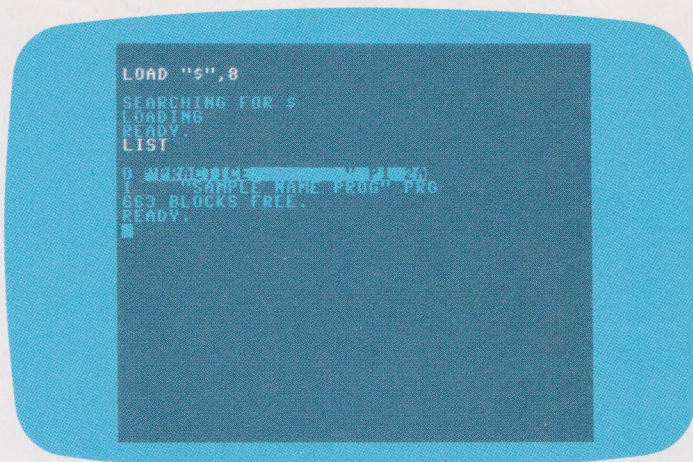 LOAD "$",8
SEARCHING FOR $
LOADING
READY.
LIST
0 "PRACTICE        " P1 2A
1    "SAMPLE NAME PROG" PRG
663 BLOCKS FREE.
READY.